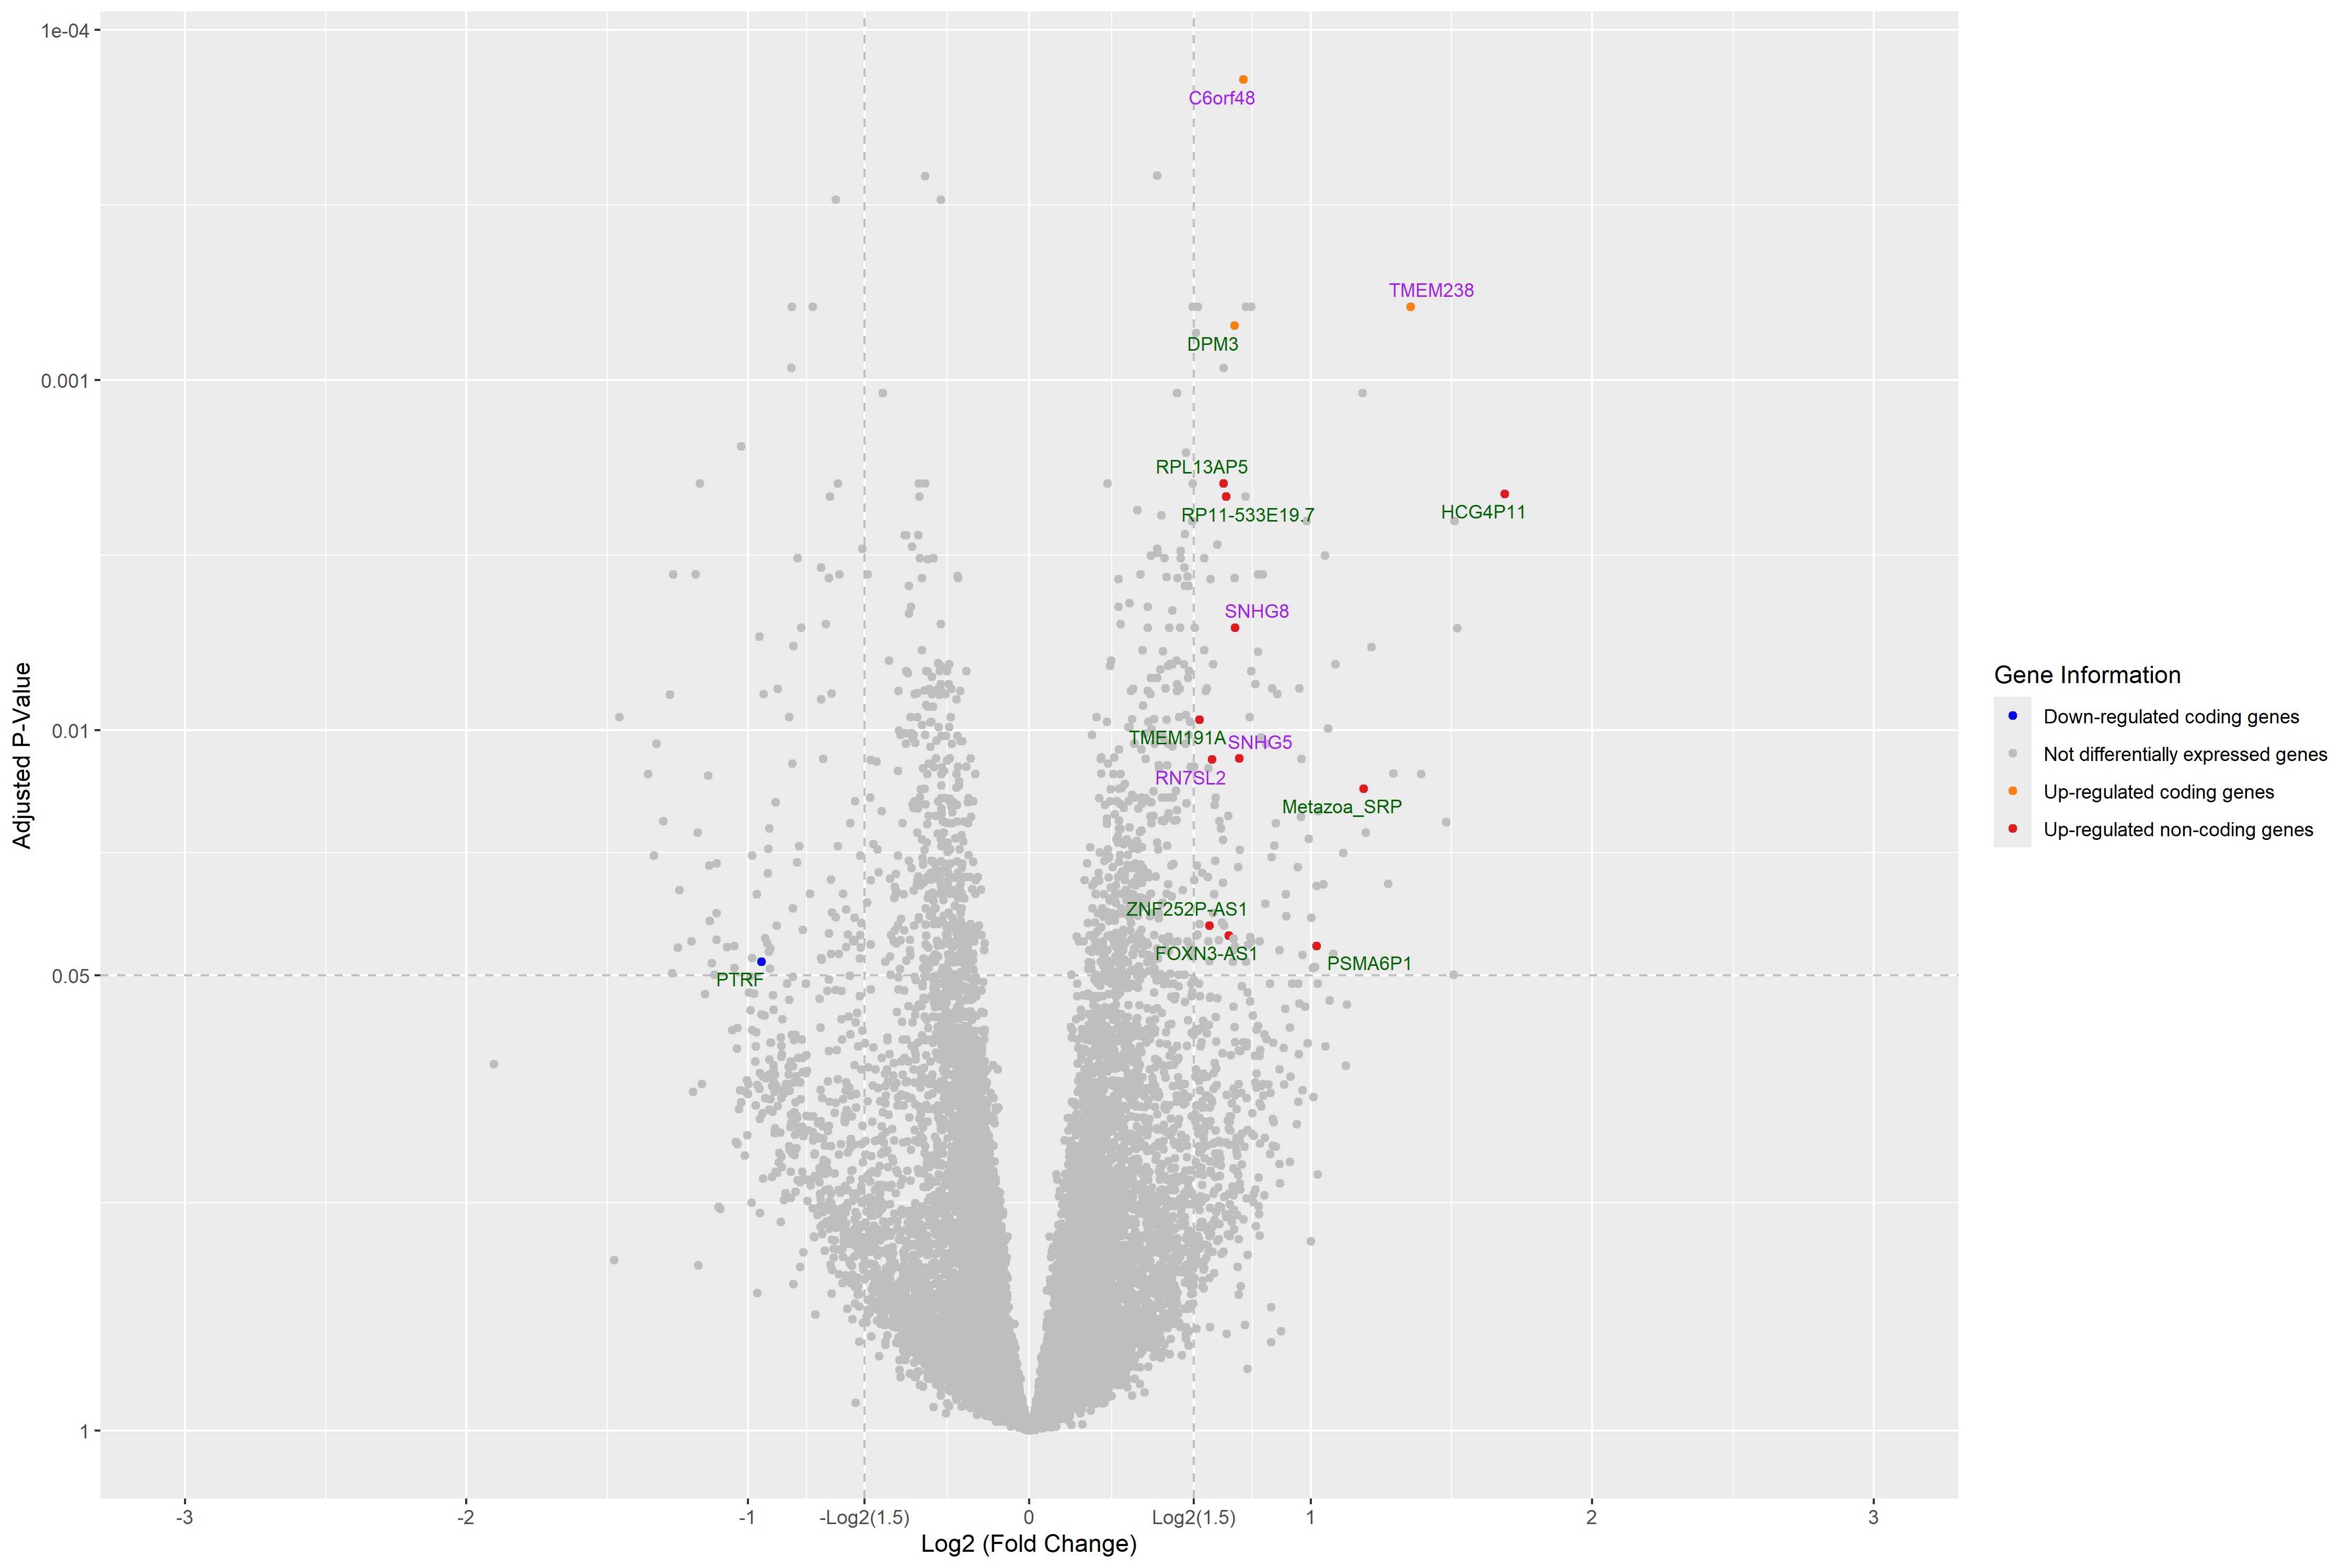 1e-04
C6orf48
TMEM238
DPM3
0.001
RPL13AP5
RP11-533E19.7
HCG4P11
SNHG8
0.01
TMEM191A
SNHG5
RN7SL2
Metazoa_SRP
ZNF252P-AS1
FOXN3-AS1
PSMA6P1
0.05
PTRF
1
Adjusted P-Value
-3
-2
-1
-Log2(1.5)
0
Log2(1.5)
1
2
3
Log2 (Fold Change)
Gene Information
Down-regulated coding genes
Not differentially expressed genes
Up-regulated coding genes
Up-regulated non-coding genes